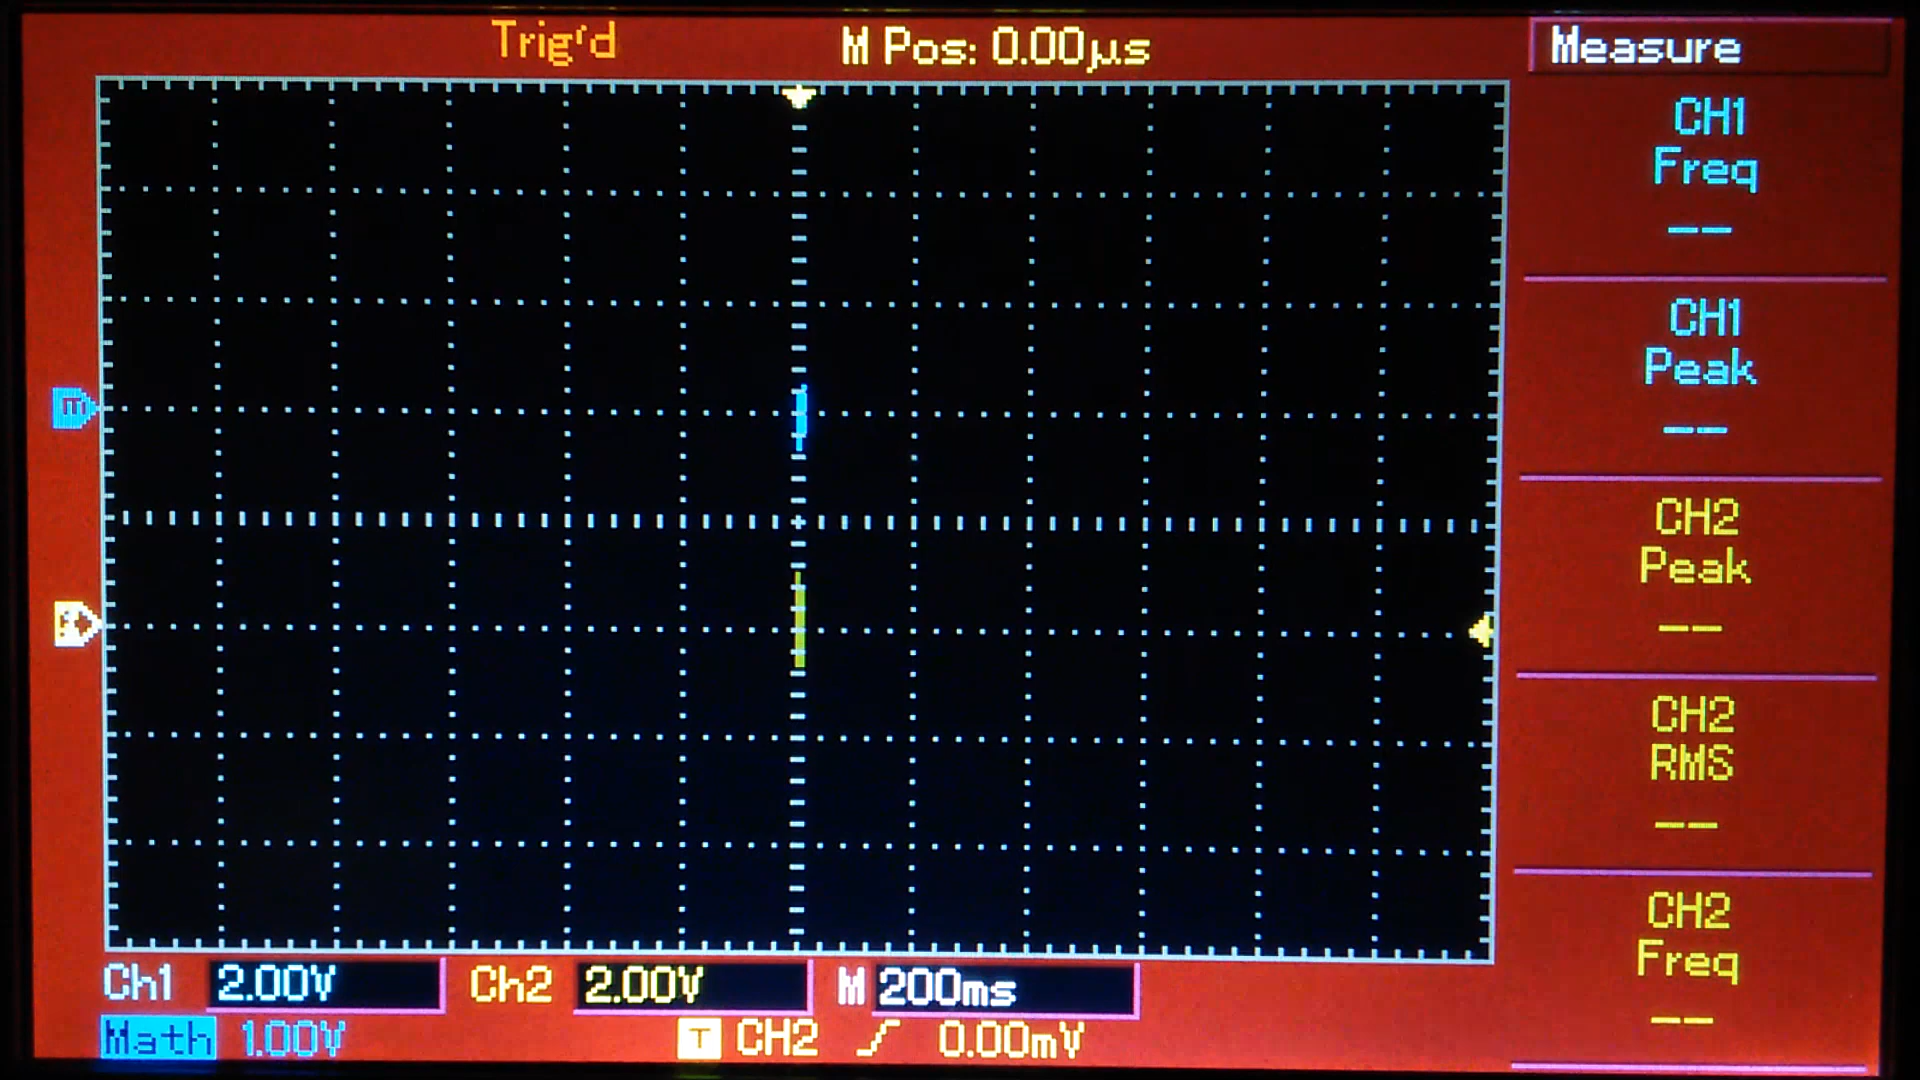 Trig'd M Pos: 0.00µs Measure
CH1
Freq
--
CH1
Peak
--
CH2
Peak
--
CH2
RMS
--
CH2
Freq
--
m
Ch1 2.00V Ch2 2.00V M 200ms
Math 1.00V T CH2 0.00mV